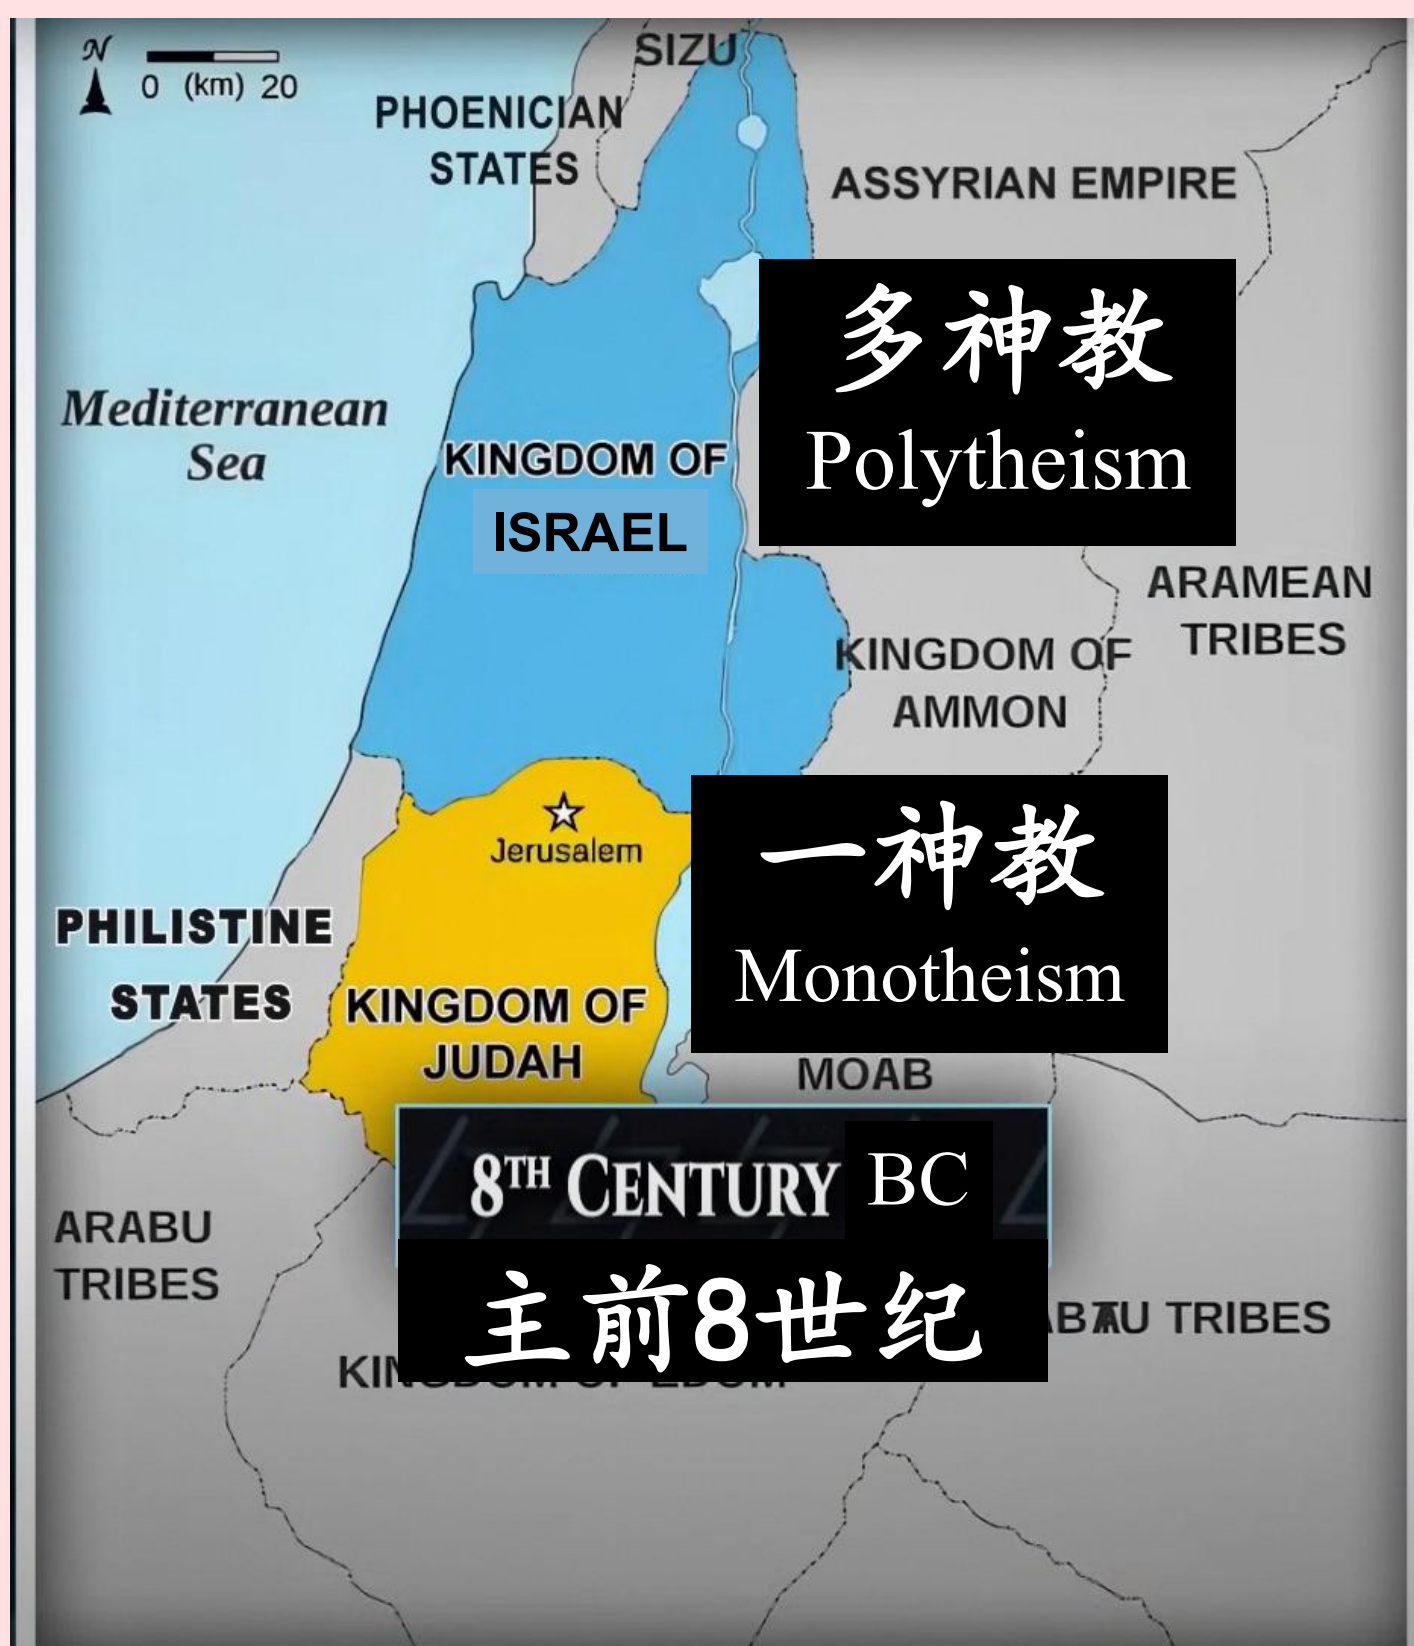 N
0 (km) 20
SIZU
PHOENICIAN
STATES
ASSYRIAN EMPIRE
多神教
Polytheism
Mediterranean
Sea
KINGDOM OF
ISRAEL
ARAMEAN
TRIBES
KINGDOM OF
AMMON
Jerusalem
一神教
Monotheism
PHILISTINE
STATES
KINGDOM OF
JUDAH
MOAB
8TH CENTURY BC
主前8世纪
ARABU
TRIBES
TRIBES